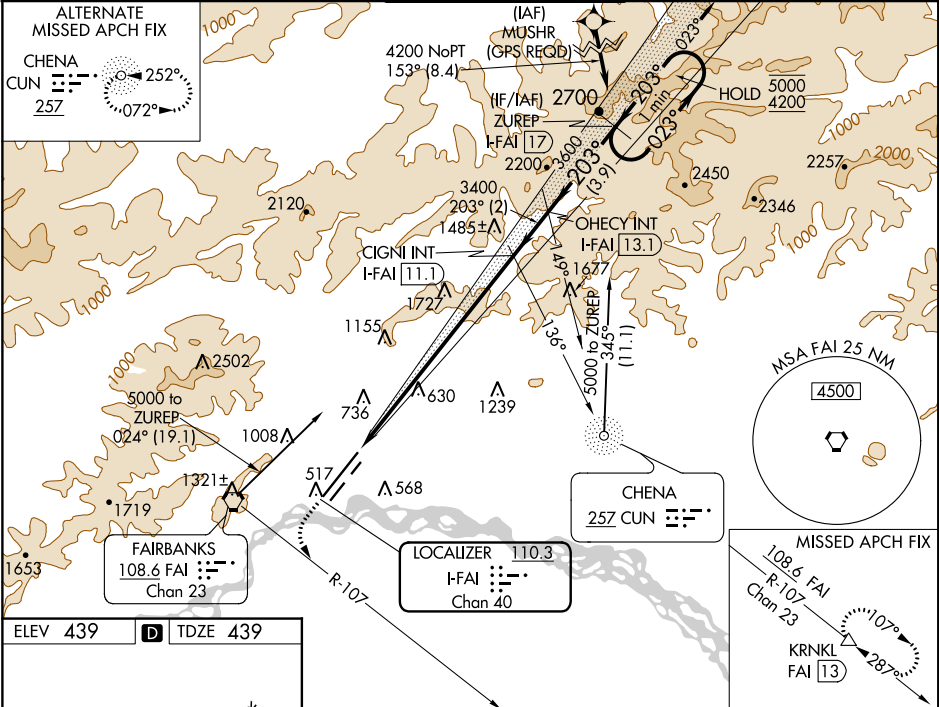 ALTERNATE
MISSED APCH FIX
CHENA
CUN
257
252°
072°
1000
(IAF)
MUSHR
(GPS REQD)
4200 NoPT
153° (8.4)
023°
2700
(IF/IAF)
ZUREP
I-FAI 17
203°
1 min
023°
HOLD
5000
4200
1000
2200
3600
203°
(3.9)
2450
2257
2000
2346
1000
2120
3400
203° (2)
1485±
OHECY INT
I-FAI 13.1
CIGNI INT
I-FAI 11.1
149°
1677
1727
1000
1155
136°
5000 to ZUREP
345°
(11.1)
1000
2502
5000 to
ZUREP
024° (19.1)
736
630
1239
1008
MSA FAI 25 NM
4500
1321±
517
568
1719
CHENA
257 CUN
1653
FAIRBANKS
108.6 FAI
Chan 23
LOCALIZER 110.3
I-FAI
Chan 40
R-107
MISSED APCH FIX
108.6 FAI
R-107
Chan 23
107°
KRNKL
FAI 13
287°
ELEV 439 D TDZE 439